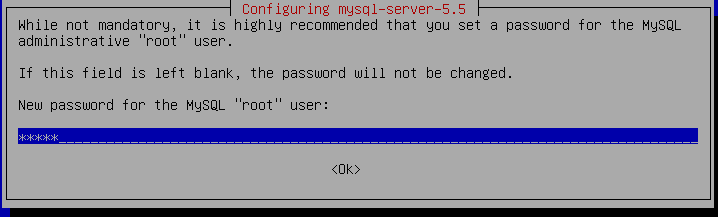 Configuring mysql-server-5.5
While not mandatory, it is highly recommended that you set a password for the MySQL
administrative "root" user.
If this field is left blank, the password will not be changed.
New password for the MySQL "root" user:
*****
<Ok>